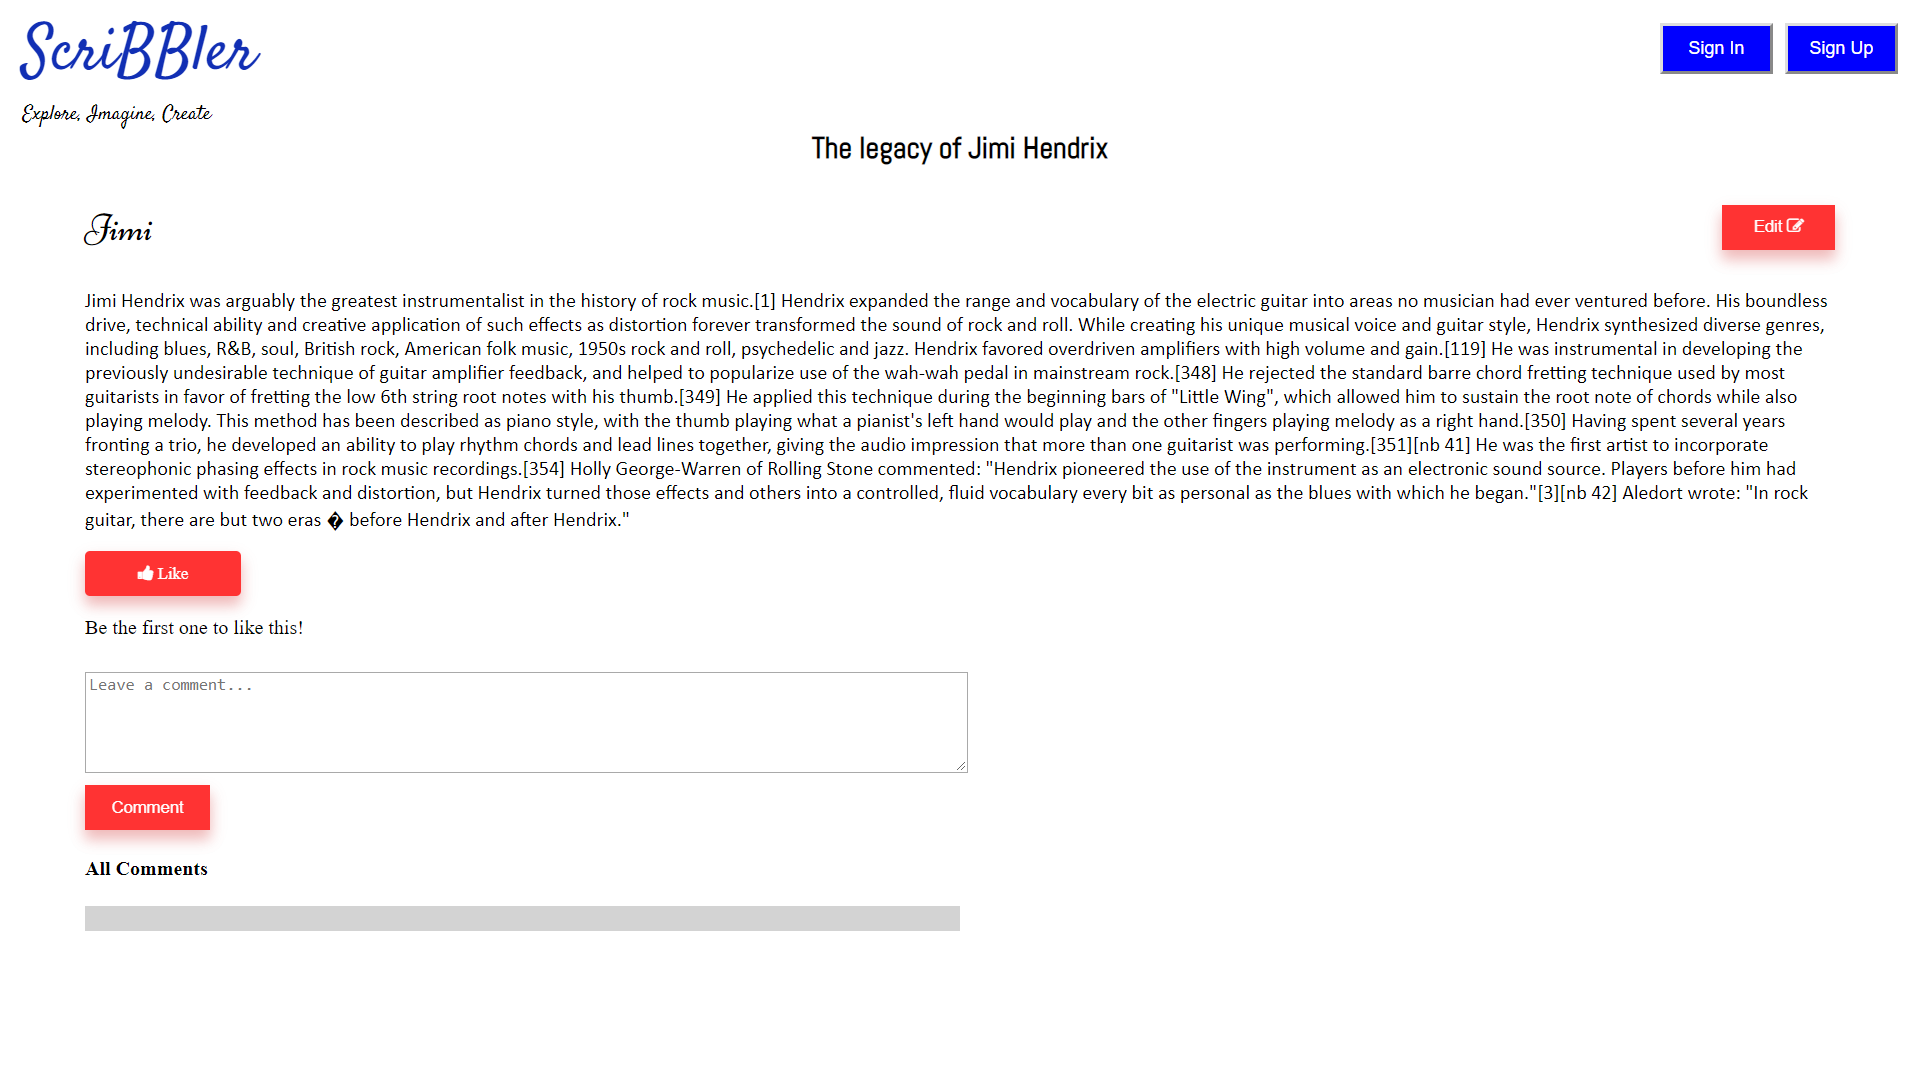 ScriBBler
Sign In
Sign Up
Explore, Imagine, Create
The legacy of Jimi Hendrix
Jimi
Edit
Jimi Hendrix was arguably the greatest instrumentalist in the history of rock music.[1] Hendrix expanded the range and vocabulary of the electric guitar into areas no musician had ever ventured before. His boundless
drive, technical ability and creative application of such effects as distortion forever transformed the sound of rock and roll. While creating his unique musical voice and guitar style, Hendrix synthesized diverse genres,
including blues, R&B, soul, British rock, American folk music, 1950s rock and roll, psychedelic and jazz. Hendrix favored overdriven amplifiers with high volume and gain.[119] He was instrumental in developing the
previously undesirable technique of guitar amplifier feedback, and helped to popularize use of the wah-wah pedal in mainstream rock.[348] He rejected the standard barre chord fretting technique used by most
guitarists in favor of fretting the low 6th string root notes with his thumb.[349] He applied this technique during the beginning bars of "Little Wing", which allowed him to sustain the root note of chords while also
playing melody. This method has been described as piano style, with the thumb playing what a pianist's left hand would play and the other fingers playing melody as a right hand.[350] Having spent several years
fronting a trio, he developed an ability to play rhythm chords and lead lines together, giving the audio impression that more than one guitarist was performing.[351][nb 41] He was the first artist to incorporate
stereophonic phasing effects in rock music recordings.[354] Holly George-Warren of Rolling Stone commented: "Hendrix pioneered the use of the instrument as an electronic sound source. Players before him had
experimented with feedback and distortion, but Hendrix turned those effects and others into a controlled, fluid vocabulary every bit as personal as the blues with which he began."[3][nb 42] Aledort wrote: "In rock
guitar, there are but two eras � before Hendrix and after Hendrix."
Like
Be the first one to like this!
Leave a comment...
Comment
All Comments